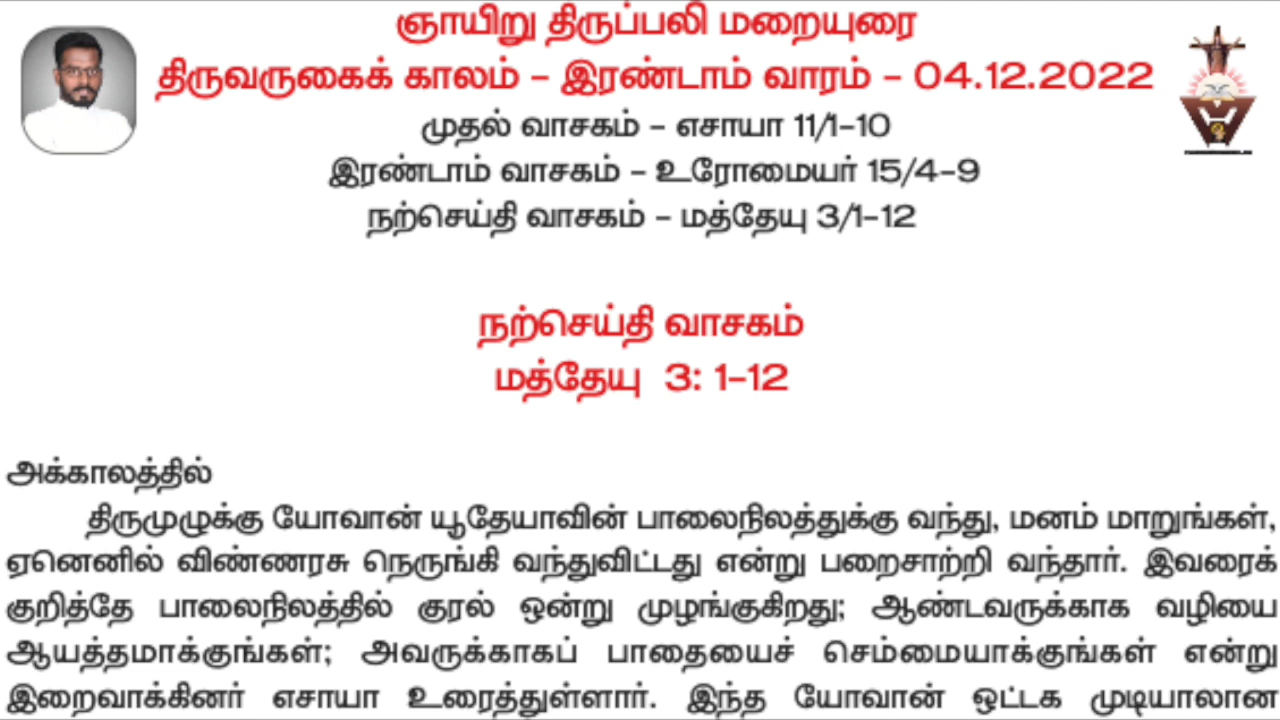 ஞாயிறு திருப்பலி மறையுரை
திருவருகைக் காலம் - இரண்டாம் வாரம் - 04.12.2022
முதல் வாசகம் - எசாயா 11/1-10
இரண்டாம் வாசகம் - உரோமையர் 15/4-9
நற்செய்தி வாசகம் - மத்தேயு 3/1-12
நற்செய்தி வாசகம்
மத்தேயு 3: 1-12
அக்காலத்தில்
திருமுழுக்கு யோவான் யூதேயாவின் பாலைநிலத்துக்கு வந்து, மனம் மாறுங்கள்,
ஏனெனில் விண்ணரசு நெருங்கி வந்துவிட்டது என்று பறைசாற்றி வந்தார். இவரைக்
குறித்தே பாலைநிலத்தில் குரல் ஒன்று முழங்குகிறது; ஆண்டவருக்காக வழியை
ஆயத்தமாக்குங்கள்; அவருக்காகப் பாதையைச் செம்மையாக்குங்கள் என்று
இறைவாக்கினர் எசாயா உரைத்துள்ளார். இந்த யோவான் ஒட்டக முடியாலான